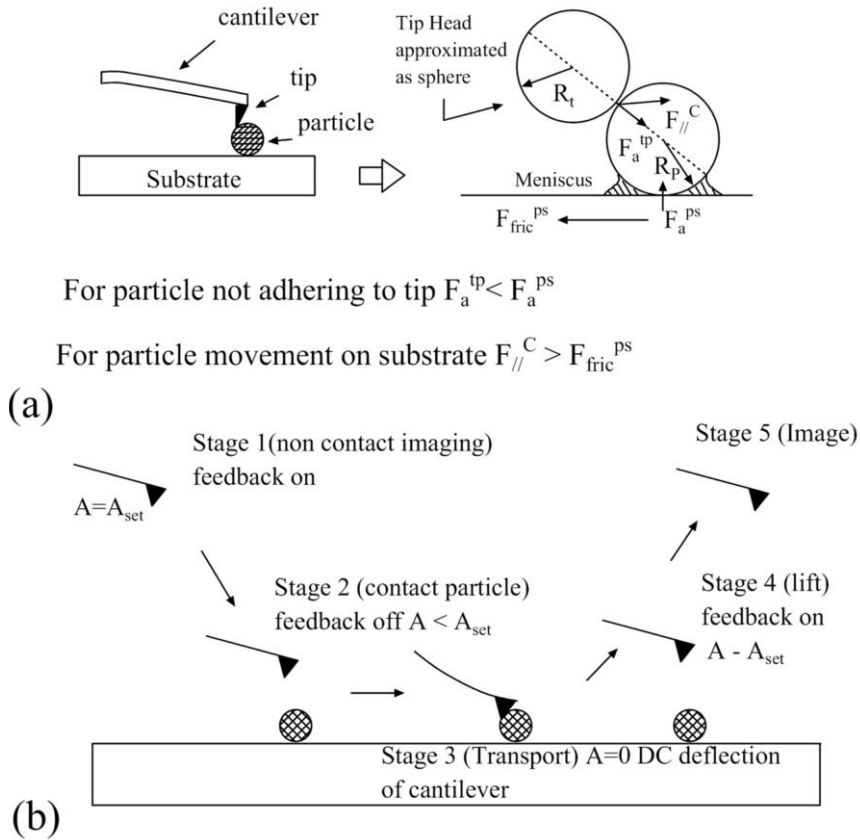 cantilever
tip
particle
Substrate
Tip Head
approximated
as sphere
R_t
F_//^C
F_a^tp
R_P
Meniscus
F_fric^ps
F_a^ps
For particle not adhering to tip F_a^tp < F_a^ps
For particle movement on substrate F_//^C > F_fric^ps
(a)
Stage 1(non contact imaging)
feedback on
A=A_set
Stage 2 (contact particle)
feedback off A < A_set
Stage 5 (Image)
Stage 4 (lift)
feedback on
A - A_set
Stage 3 (Transport) A=0 DC deflection
of cantilever
(b)